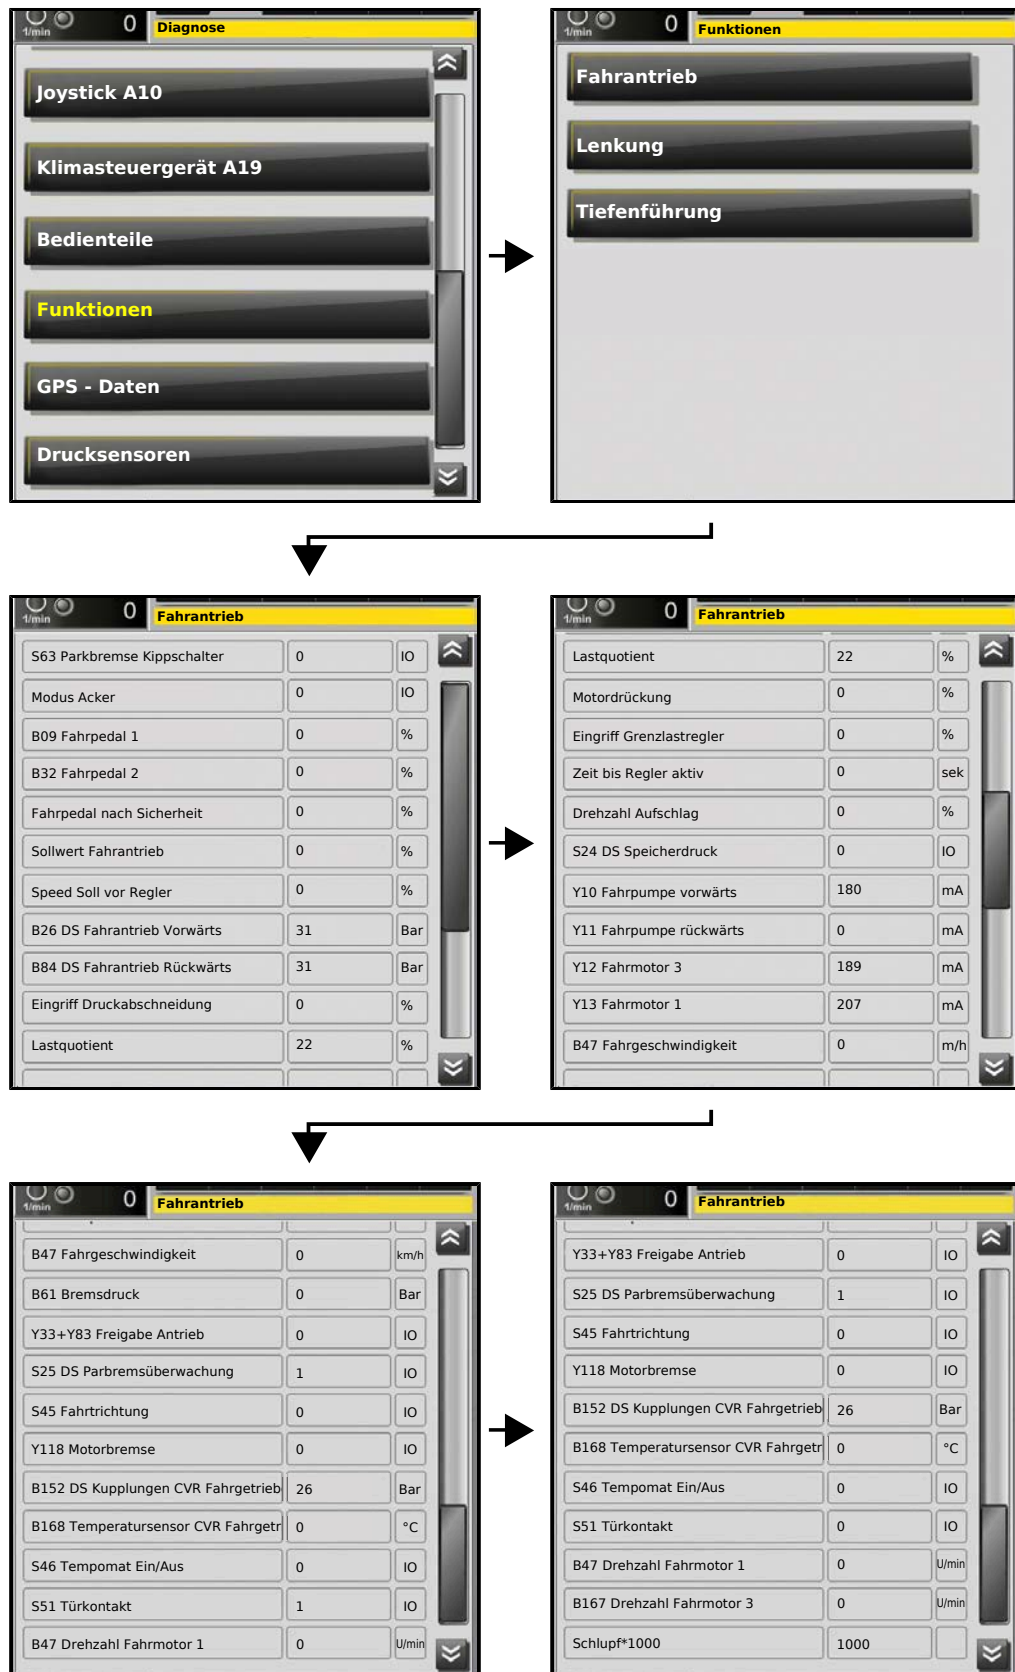 1/min 0 Diagnose
Joystick A10
Klimasteuergerät A19
Bedienteile
Funktionen
GPS - Daten
Drucksensoren
1/min 0 Funktionen
Fahrantrieb
Lenkung
Tiefenführung
1/min 0 Fahrantrieb
S63 Parkbremse Kippschalter 0 IO
Modus Acker 0 IO
B09 Fahrpedal 1 0 %
B32 Fahrpedal 2 0 %
Fahrpedal nach Sicherheit 0 %
Sollwert Fahrantrieb 0 %
Speed Soll vor Regler 0 %
B26 DS Fahrantrieb Vorwärts 31 Bar
B84 DS Fahrantrieb Rückwärts 31 Bar
Eingriff Druckabschneidung 0 %
Lastquotient 22 %
1/min 0 Fahrantrieb
Lastquotient 22 %
Motordrückung 0 %
Eingriff Grenzlastregler 0 %
Zeit bis Regler aktiv 0 sek
Drehzahl Aufschlag 0 %
S24 DS Speicherdruck 0 IO
Y10 Fahrpumpe vorwärts 180 mA
Y11 Fahrpumpe rückwärts 0 mA
Y12 Fahrmotor 3 189 mA
Y13 Fahrmotor 1 207 mA
B47 Fahrgeschwindigkeit 0 m/h
1/min 0 Fahrantrieb
B47 Fahrgeschwindigkeit 0 km/h
B61 Bremsdruck 0 Bar
Y33+Y83 Freigabe Antrieb 0 IO
S25 DS Parbremsüberwachung 1 IO
S45 Fahrtrichtung 0 IO
Y118 Motorbremse 0 IO
B152 DS Kupplungen CVR Fahrgetrieb 26 Bar
B168 Temperatursensor CVR Fahrgetr 0 °C
S46 Tempomat Ein/Aus 0 IO
S51 Türkontakt 1 IO
B47 Drehzahl Fahrmotor 1 0 U/min
1/min 0 Fahrantrieb
Y33+Y83 Freigabe Antrieb 0 IO
S25 DS Parbremsüberwachung 1 IO
S45 Fahrtrichtung 0 IO
Y118 Motorbremse 0 IO
B152 DS Kupplungen CVR Fahrgetrieb 26 Bar
B168 Temperatursensor CVR Fahrgetr 0 °C
S46 Tempomat Ein/Aus 0 IO
S51 Türkontakt 0 IO
B47 Drehzahl Fahrmotor 1 0 U/min
B167 Drehzahl Fahrmotor 3 0 U/min
Schlupf*1000 1000